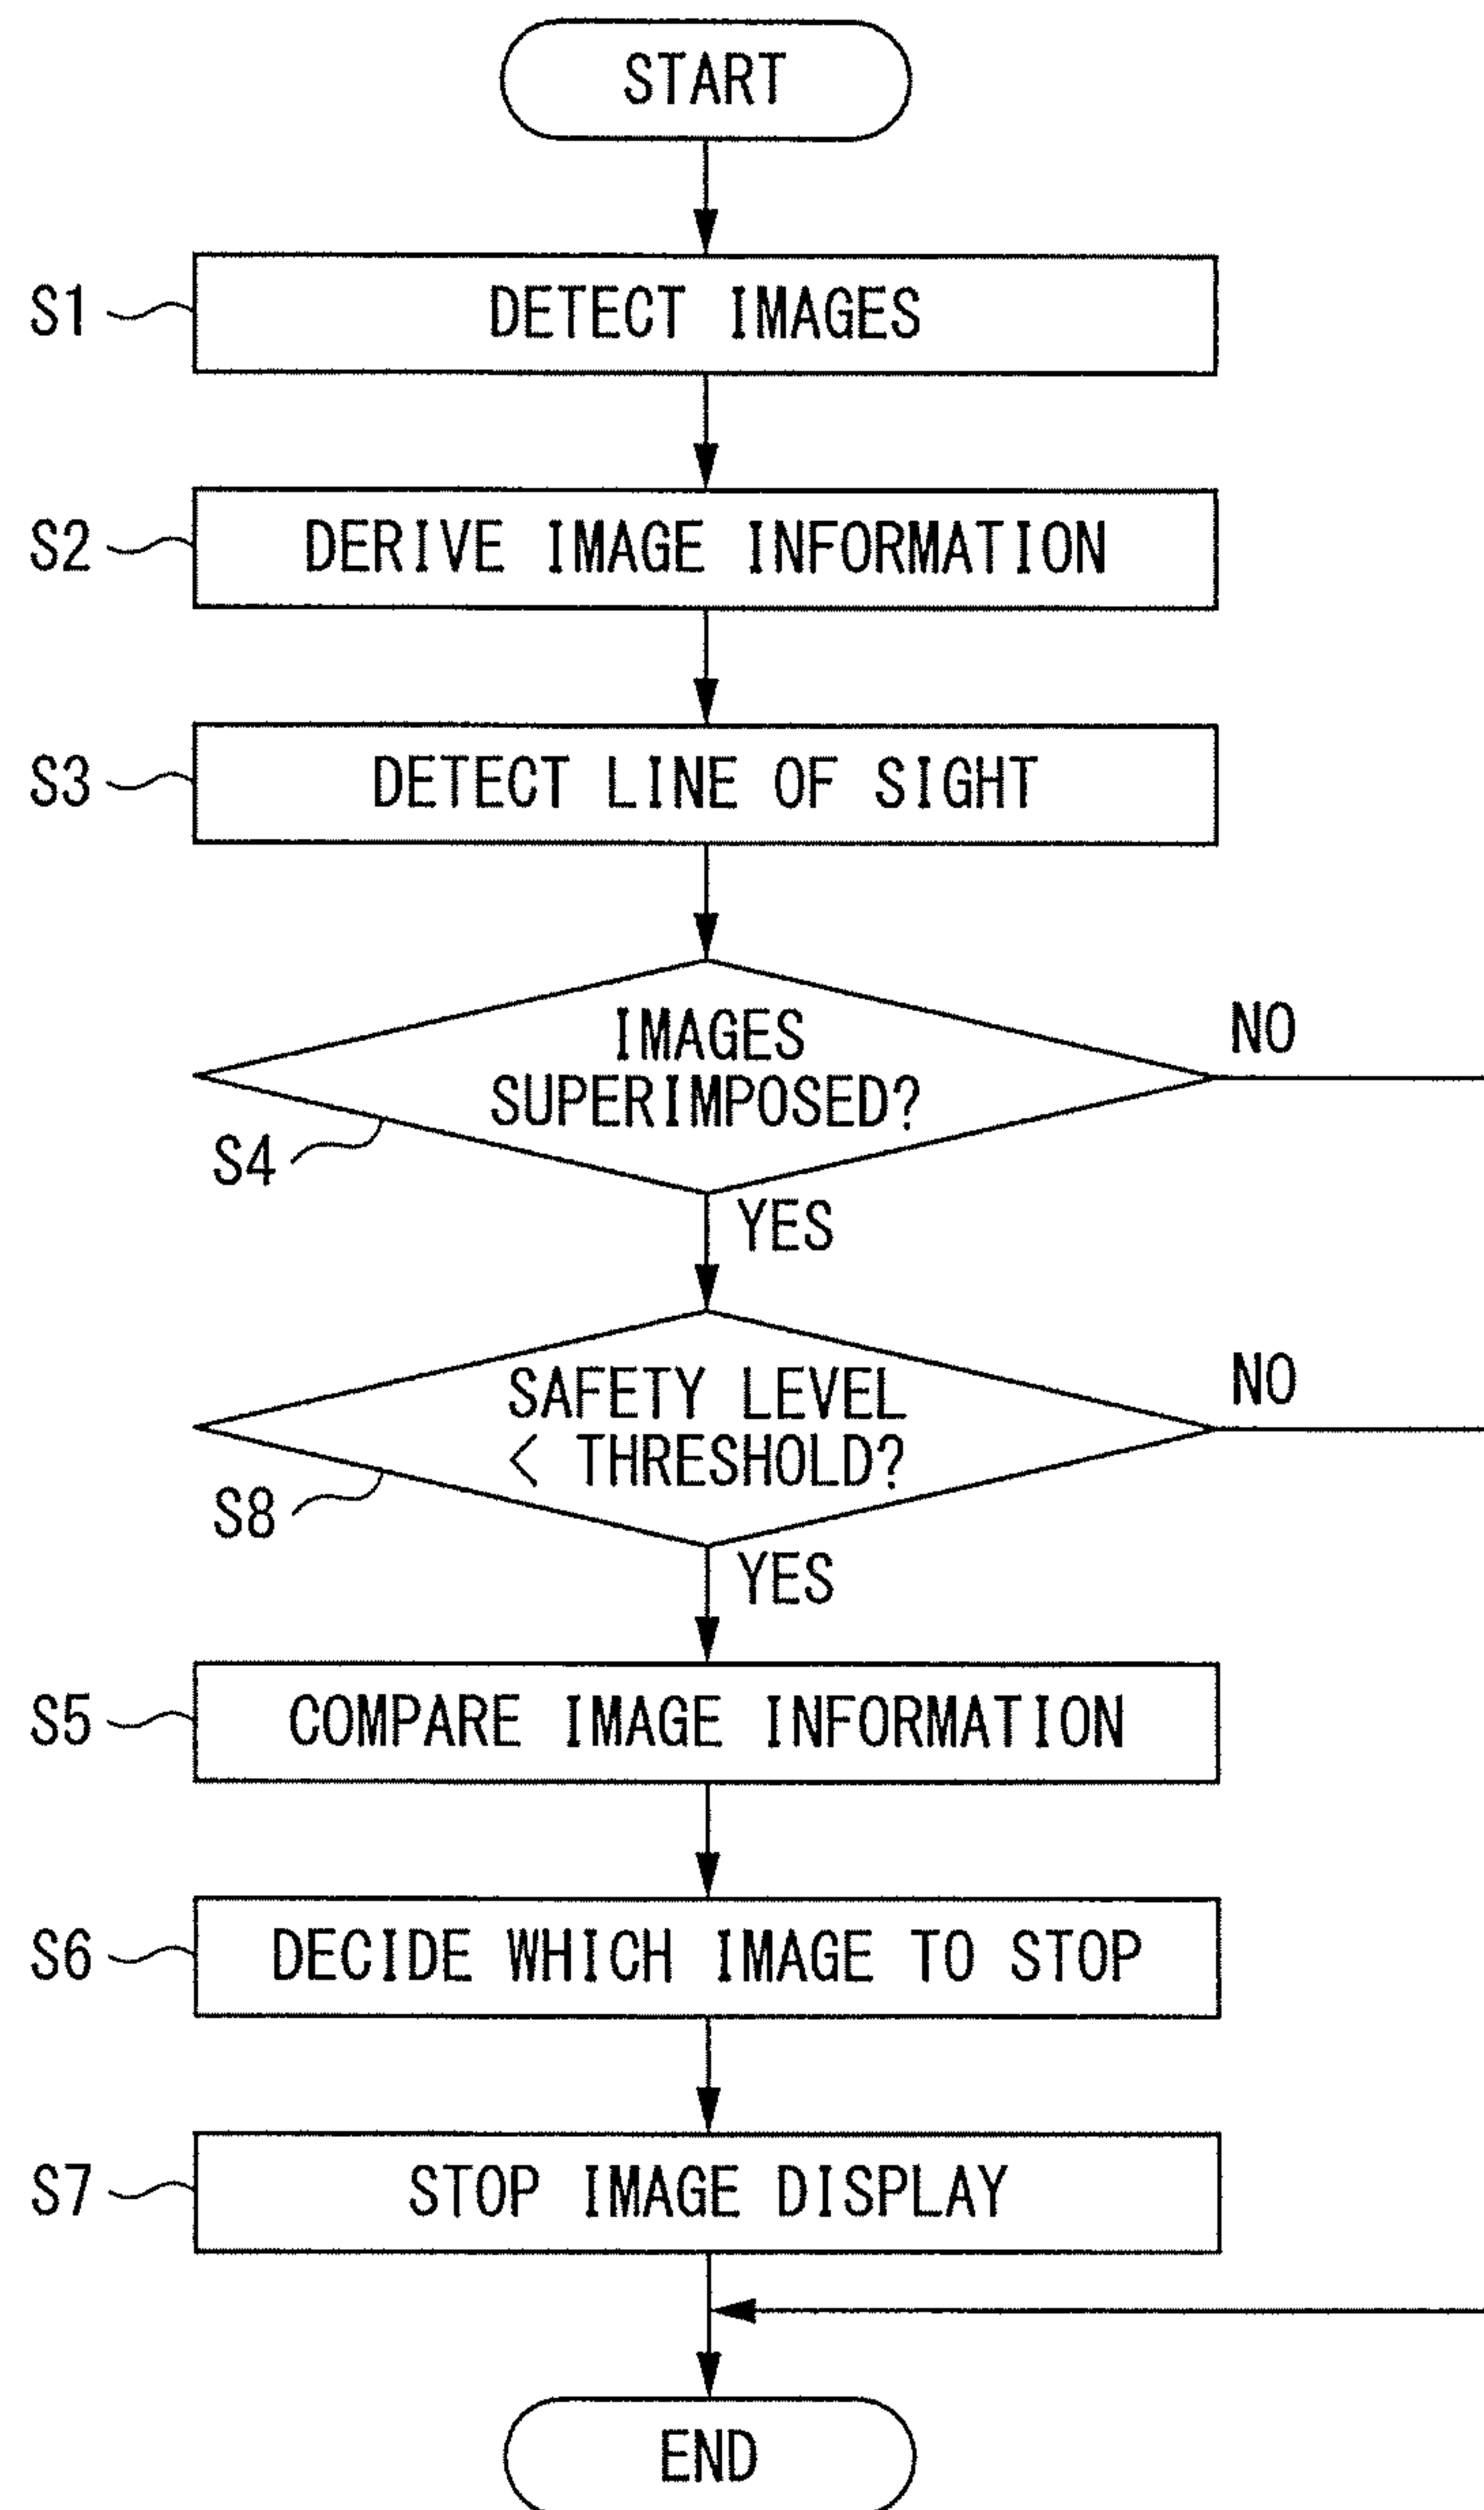 START
S1
DETECT IMAGES
S2
DERIVE IMAGE INFORMATION
S3
DETECT LINE OF SIGHT
IMAGES
SUPERIMPOSED?
NO
S4
YES
SAFETY LEVEL
< THRESHOLD?
NO
S8
YES
S5
COMPARE IMAGE INFORMATION
S6
DECIDE WHICH IMAGE TO STOP
S7
STOP IMAGE DISPLAY
END